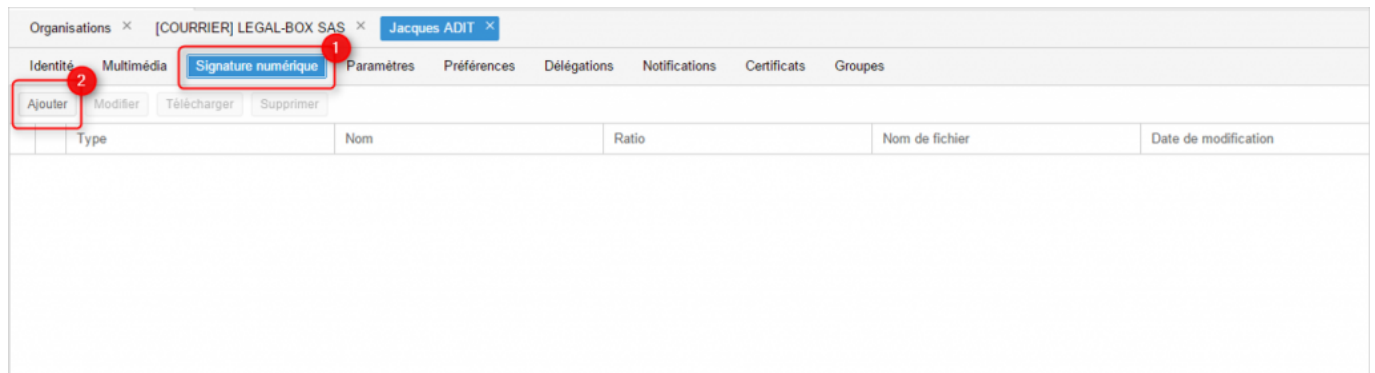 Organisations × [COURRIER] LEGAL-BOX SAS × Jacques ADIT ×
1
Identité Multimédia Signature numérique Paramètres Préférences Délégations Notifications Certificats Groupes
2
Ajouter Modifier Télécharger Supprimer
Type Nom Ratio Nom de fichier Date de modification